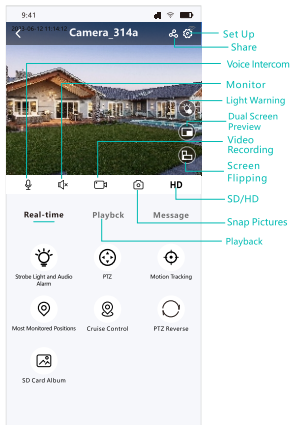 9:41
2023-06-12 11:14:12
Camera_314a
Set Up
Share
Voice Intercom
Monitor
Light Warning
Dual Screen
Preview
Video
Recording
Screen
Flipping
HD
SD/HD
Snap Pictures
Real-time
Playbck
Message
Playback
Strobe Light and Audio
Alarm
PTZ
Motion Tracking
Most Monitored Positions
Cruise Control
PTZ Reverse
SD Card Album